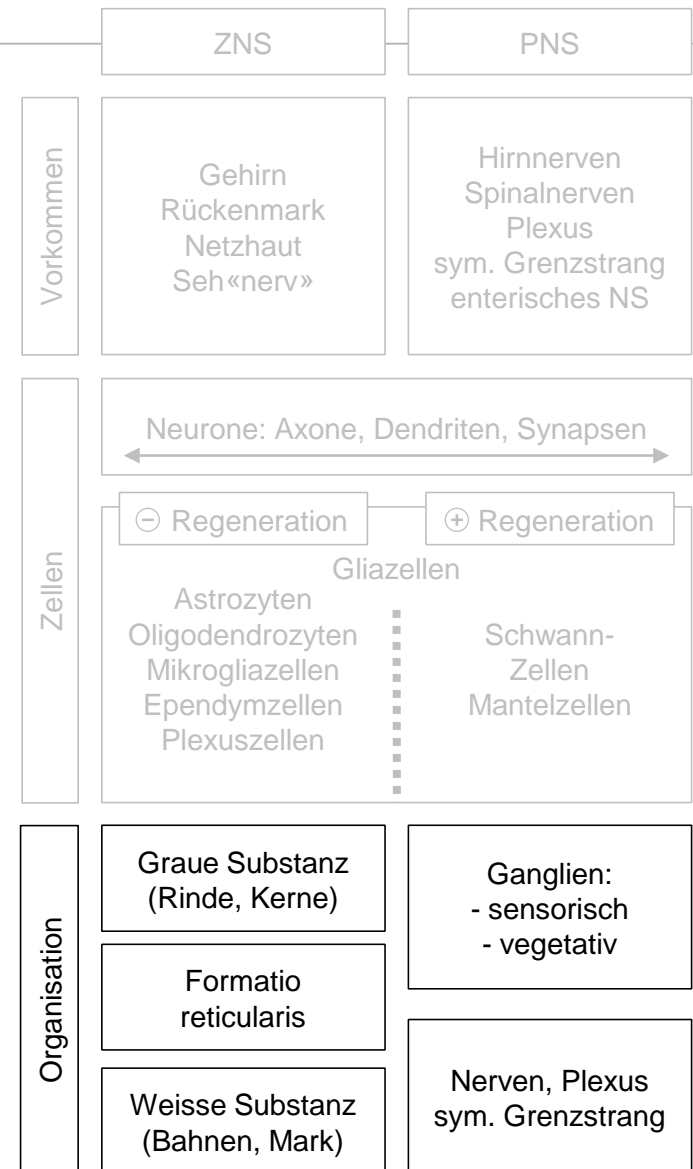 ZNS
PNS
Vorkommen
Gehirn
Rückenmark
Netzhaut
Seh«nerv»
Hirnnerven
Spinalnerven
Plexus
sym. Grenzstrang
enterisches NS
Zellen
Neurone: Axone, Dendriten, Synapsen
⊖ Regeneration
⊕ Regeneration
Gliazellen
Astrozyten
Oligodendrozyten
Mikrogliazellen
Ependymzellen
Plexuszellen
Schwann-
Zellen
Mantelzellen
Organisation
Graue Substanz
(Rinde, Kerne)
Formatio
reticularis
Weisse Substanz
(Bahnen, Mark)
Ganglien:
- sensorisch
- vegetativ
Nerven, Plexus
sym. Grenzstrang